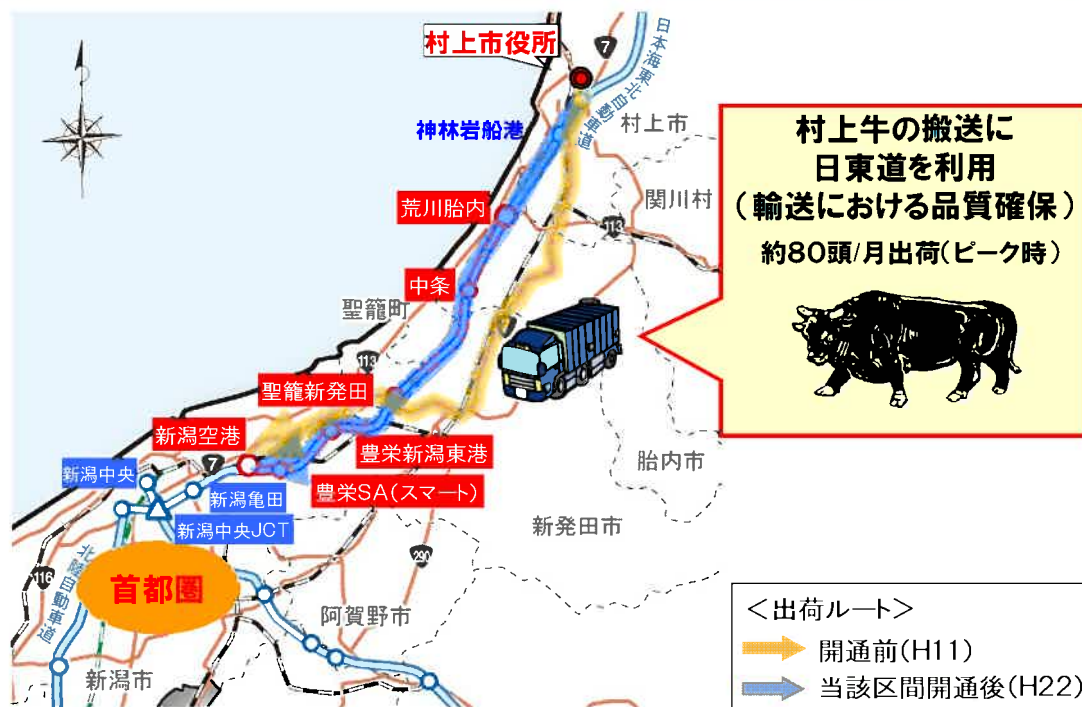 村上市役所
7
日本海東北自動車道
神林岩船港
村上市
関川村
荒川胎内
113
中条
聖籠町
113
7
聖籠新発田
新潟空港
豊栄新潟東港
7
新潟中央
新潟亀田
豊栄SA(スマート)
新潟中央JCT
胎内市
新発田市
290
116
北陸自動車道
首都圏
阿賀野市
新潟市
村上牛の搬送に
日東道を利用
(輸送における品質確保)
約80頭/月出荷(ピーク時)
<出荷ルート>
開通前(H11)
当該区間開通後(H22)